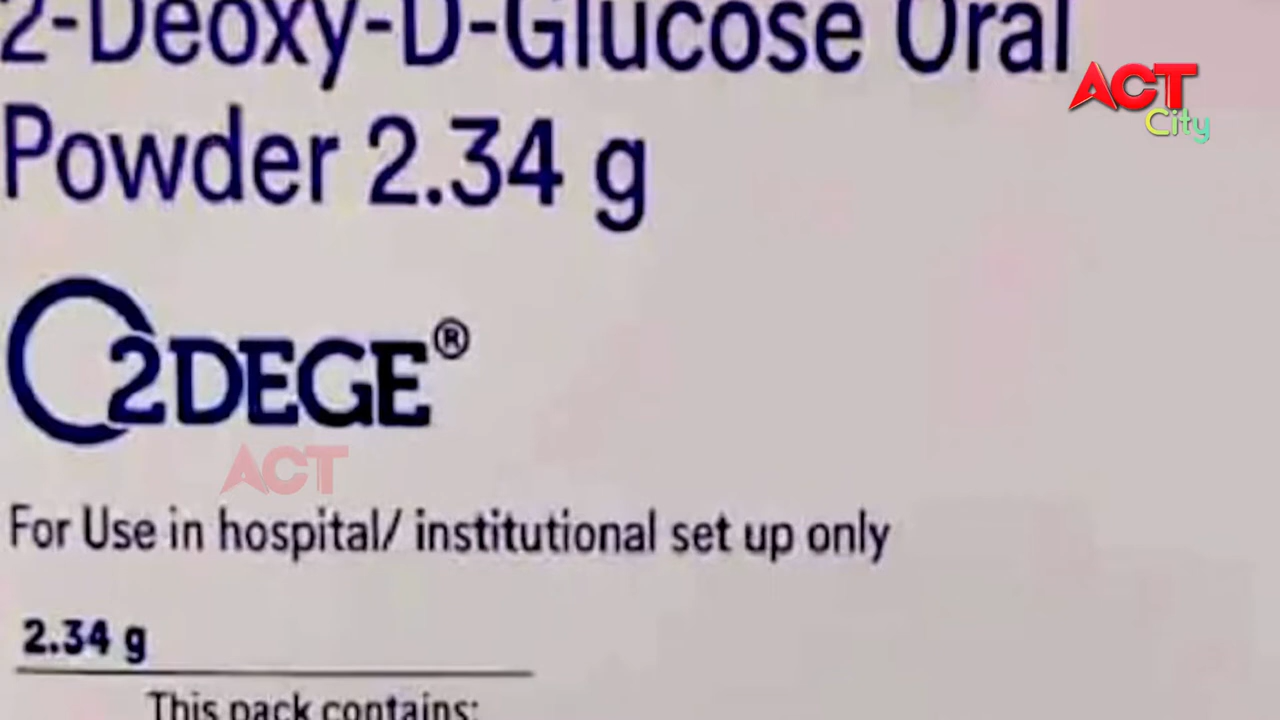 2-Deoxy-D-Glucose Oral
Powder 2.34 g
ACT
City
2DEGE®
ACT
For Use in hospital/ institutional set up only
2.34 g
This pack contains: